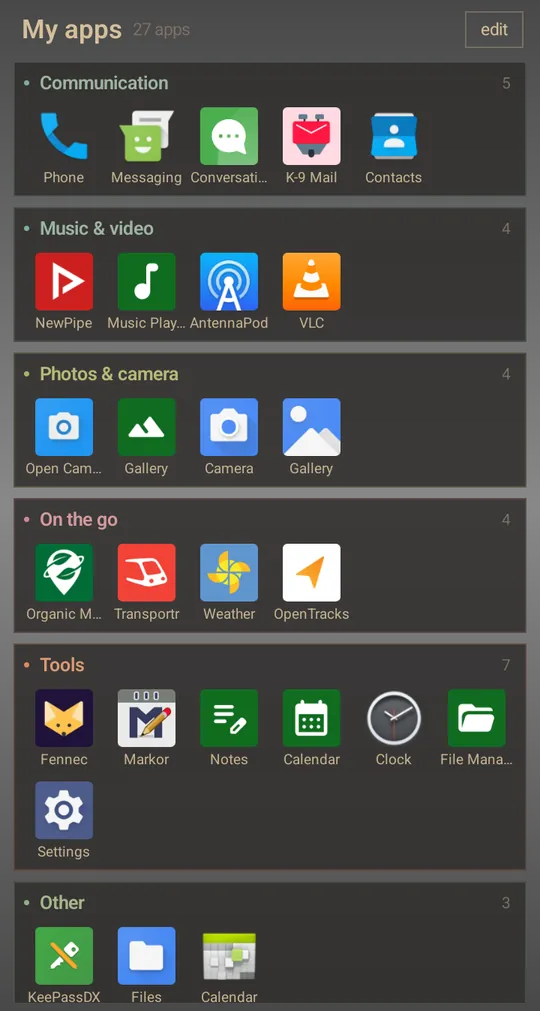 My apps 27 apps edit
Communication 5
Phone Messaging Conversati... K-9 Mail Contacts
Music & video 4
NewPipe Music Play... AntennaPod VLC
Photos & camera 4
Open Cam... Gallery Camera Gallery
On the go 4
Organic M... Transportr Weather OpenTracks
Tools 7
Fennec Markor Notes Calendar Clock File Mana...
Settings
Other 3
KeePassDX Files Calendar